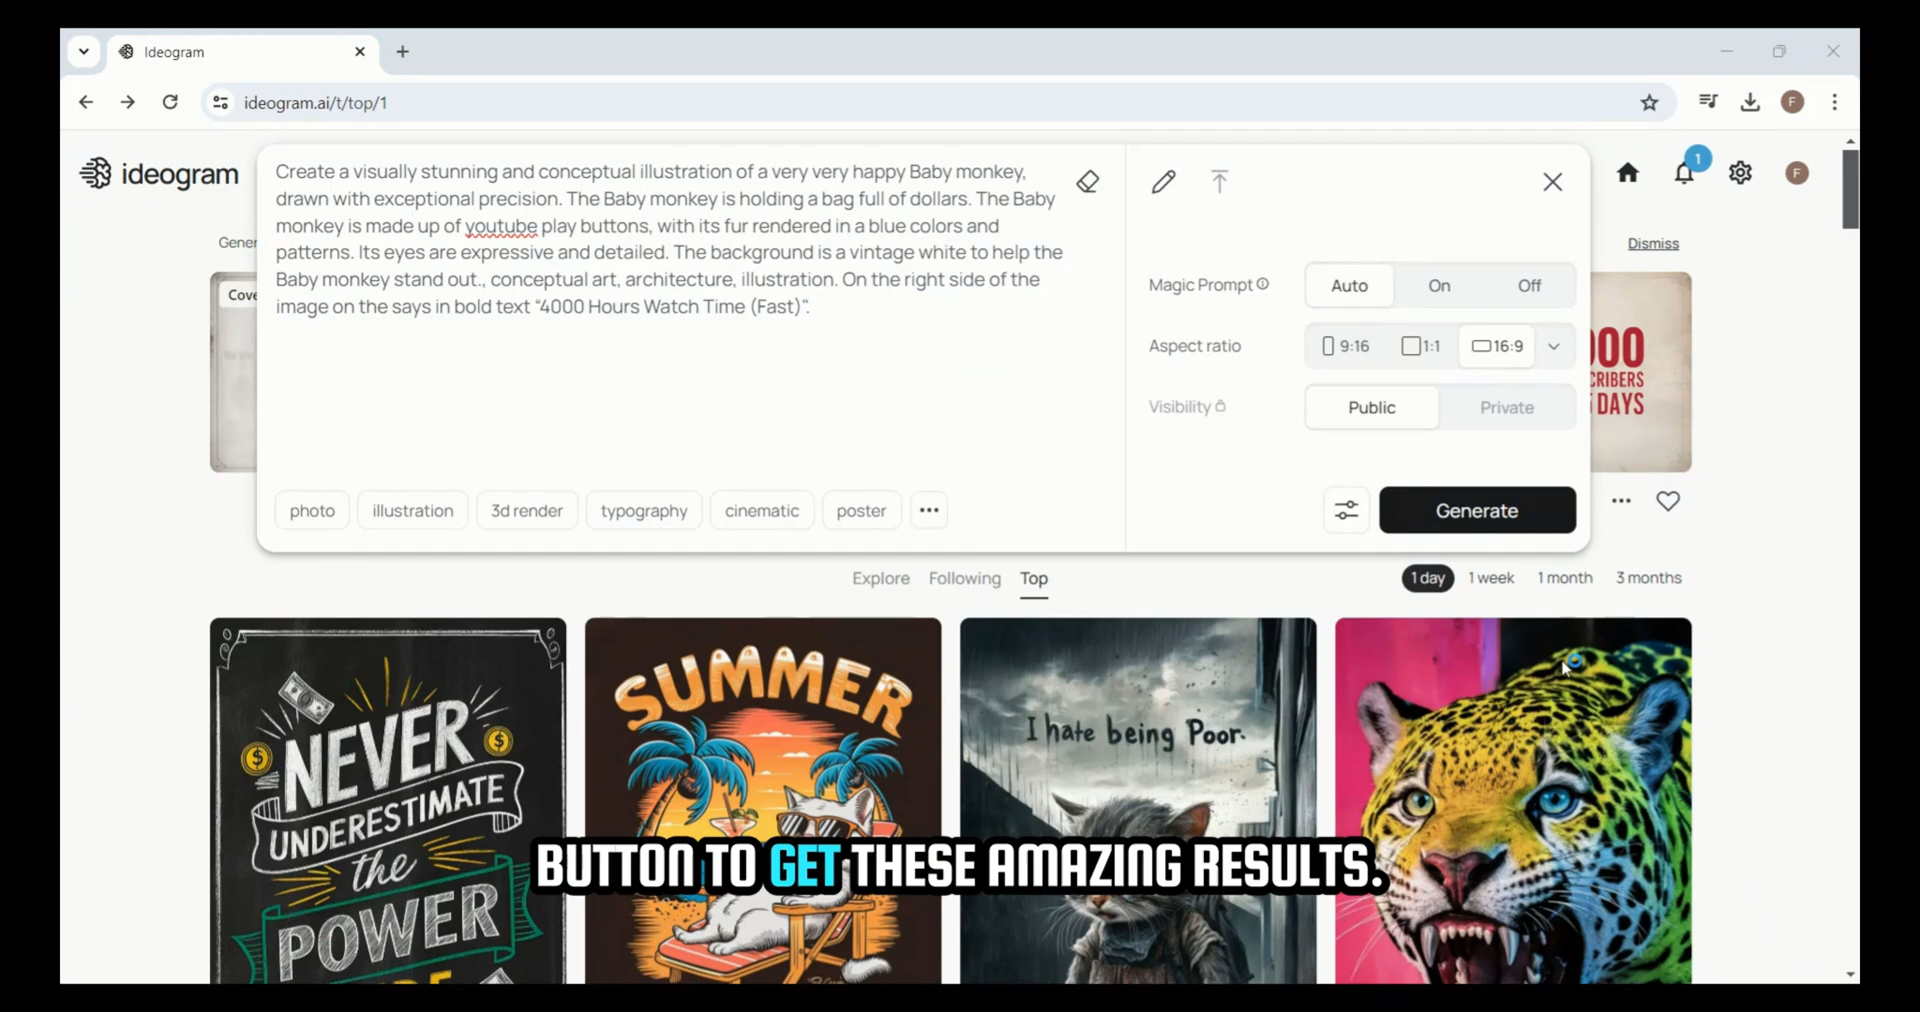 Ideogram
ideogram.ai/t/top/1
F
ideogram
Create a visually stunning and conceptual illustration of a very very happy Baby monkey,
drawn with exceptional precision. The Baby monkey is holding a bag full of dollars. The Baby
monkey is made up of youtube play buttons, with its fur rendered in a blue colors and
patterns. Its eyes are expressive and detailed. The background is a vintage white to help the
Baby monkey stand out., conceptual art, architecture, illustration. On the right side of the
image on the says in bold text “4000 Hours Watch Time (Fast)”.
photo
illustration
3d render
typography
cinematic
poster
Magic Prompt
Auto
On
Off
Aspect ratio
9:16
1:1
16:9
Visibility
Public
Private
Generate
1
F
Gener
Dismiss
Cove
00
CRIBERS
DAYS
Explore
Following
Top
1 day
1 week
1 month
3 months
NEVER
UNDERESTIMATE
the
POWER
SUMMER
I hate being Poor.
BUTTON TO GET THESE AMAZING RESULTS.